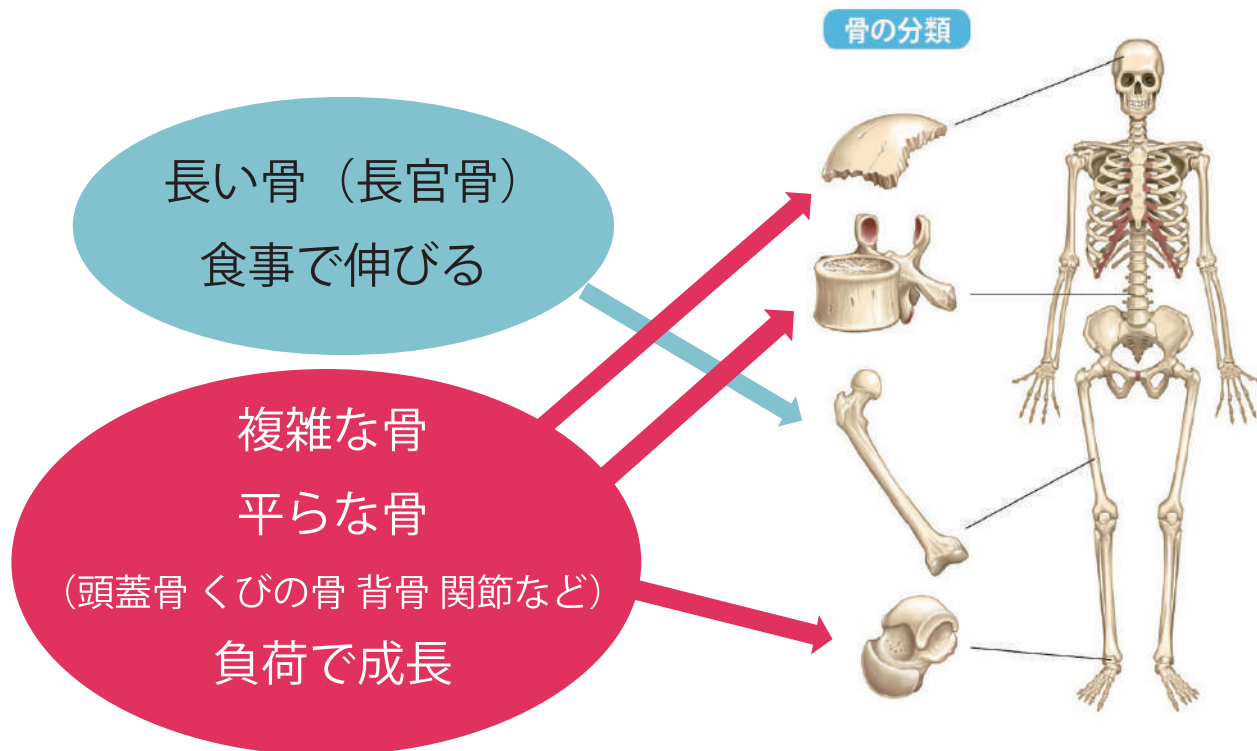 骨の分類
長い骨（長官骨）
食事で伸びる
複雑な骨
平らな骨
（頭蓋骨 くびの骨 背骨 関節など）
負荷で成長